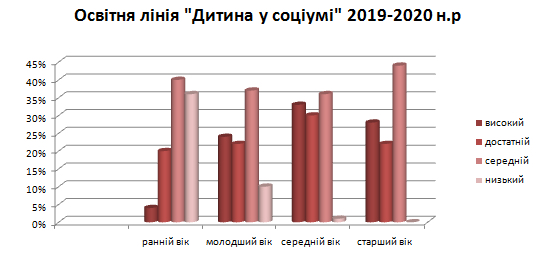 Освітня лінія "Дитина у соціумі" 2019-2020 н.р
45%
40%
35%
30%
25%
20%
15%
10%
5%
0%
ранній вік
молодший вік
середній вік
старший вік
високий
достатній
середній
низький